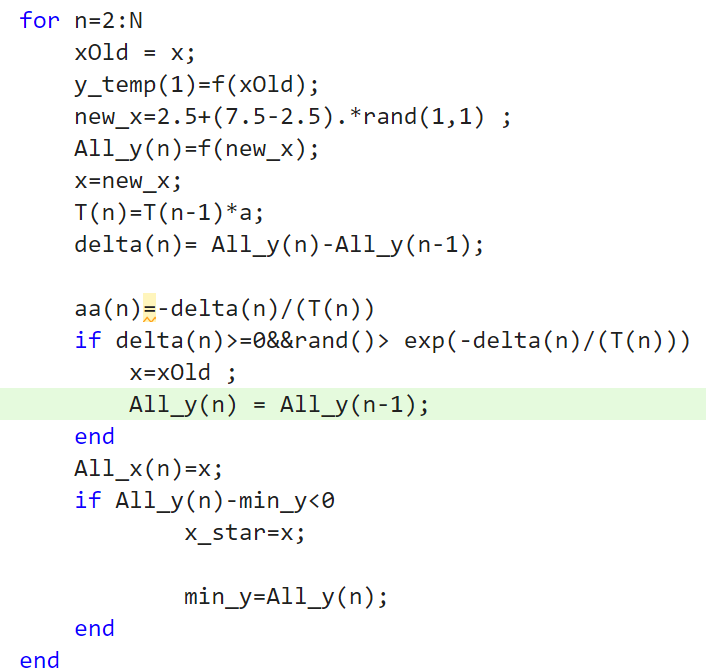 for n=2:N
xOld = x;
y_temp(1)=f(xOld);
new_x=2.5+(7.5-2.5).*rand(1,1) ;
All_y(n)=f(new_x);
x=new_x;
T(n)=T(n-1)*a;
delta(n)= All_y(n)-All_y(n-1);
aa(n)=-delta(n)/(T(n))
if delta(n)>=0&&rand()> exp(-delta(n)/(T(n)))
x=xOld ;
All_y(n) = All_y(n-1);
end
All_x(n)=x;
if All_y(n)-min_y<0
x_star=x;
min_y=All_y(n);
end
end